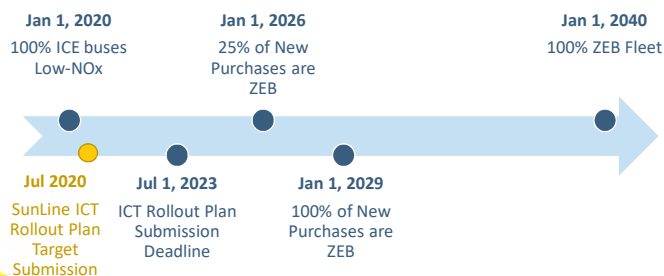 Jan 1, 2020
100% ICE buses
Low-NOx
Jan 1, 2026
25% of New
Purchases are
ZEB
Jan 1, 2040
100% ZEB Fleet
Jul 2020
SunLine ICT
Rollout Plan
Target
Submission
Jul 1, 2023
ICT Rollout Plan
Submission
Deadline
Jan 1, 2029
100% of New
Purchases are
ZEB